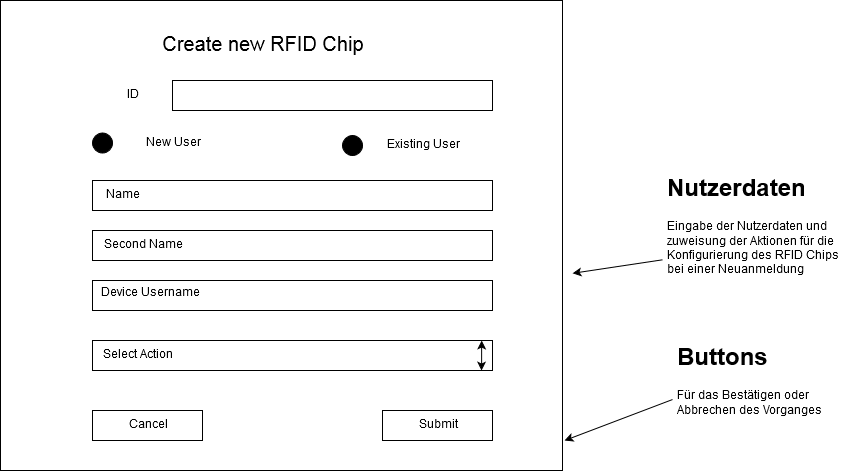 Create new RFID Chip
ID
New User
Existing User
Name
Second Name
Device Username
Select Action
Cancel
Submit
Nutzerdaten
Eingabe der Nutzerdaten und
zuweisung der Aktionen für die
Konfigurierung des RFID Chips
bei einer Neuanmeldung
Buttons
Für das Bestätigen oder
Abbrechen des Vorganges